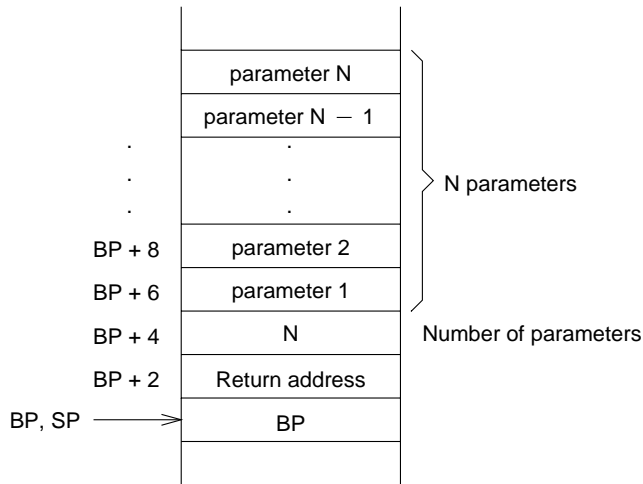 parameter N
parameter N − 1
. .
. .
. .
N parameters
BP + 8 parameter 2
BP + 6 parameter 1
BP + 4 N Number of parameters
BP + 2 Return address
BP, SP BP